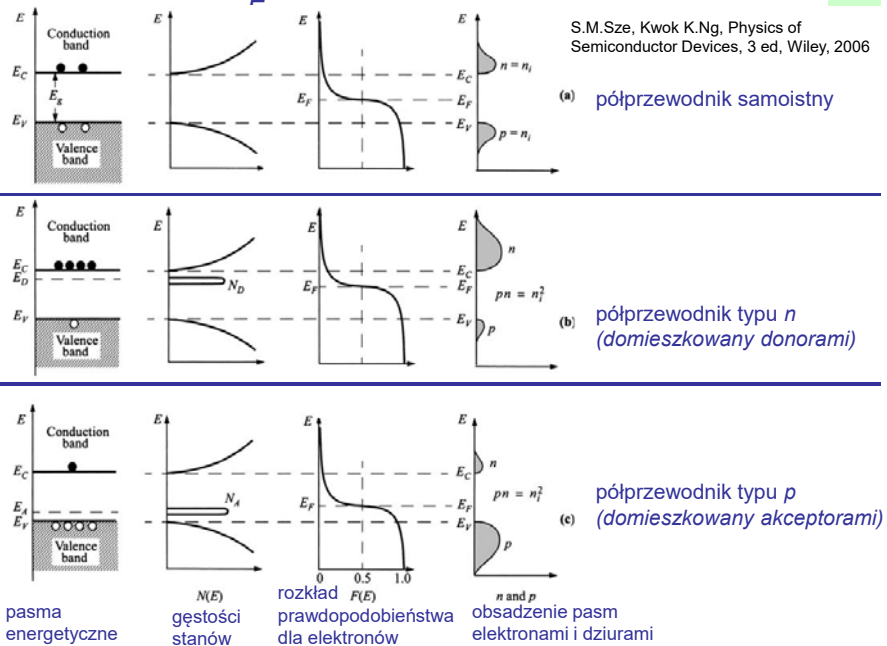 S.M.Sze, Kwok K.Ng, Physics of
Semiconductor Devices, 3 ed, Wiley, 2006
E
Conduction
band
E_C
E_g
E_V
Valence
band
E
E
E_F
E
n = n_i
E_C
E_F
E_V
p = n_i
(a)
półprzewodnik samoistny
E
Conduction
band
E_C
E_D
E_V
Valence
band
E
N_D
E
E_F
E
n
E_C
E_F
pn = n_i^2
E_V
p
(b)
półprzewodnik typu n
(domieszkowany donorami)
E
Conduction
band
E_C
E_A
E_V
Valence
band
E
N_A
E
E_F
E
n
E_C
pn = n_i^2
E_F
E_V
p
(c)
półprzewodnik typu p
(domieszkowany akceptorami)
0 0.5 1.0
N(E)
F(E)
n and p
pasma
energetyczne
gęstości
stanów
rozkład
prawdopodobieństwa
dla elektronów
obsadzenie pasm
elektronami i dziurami